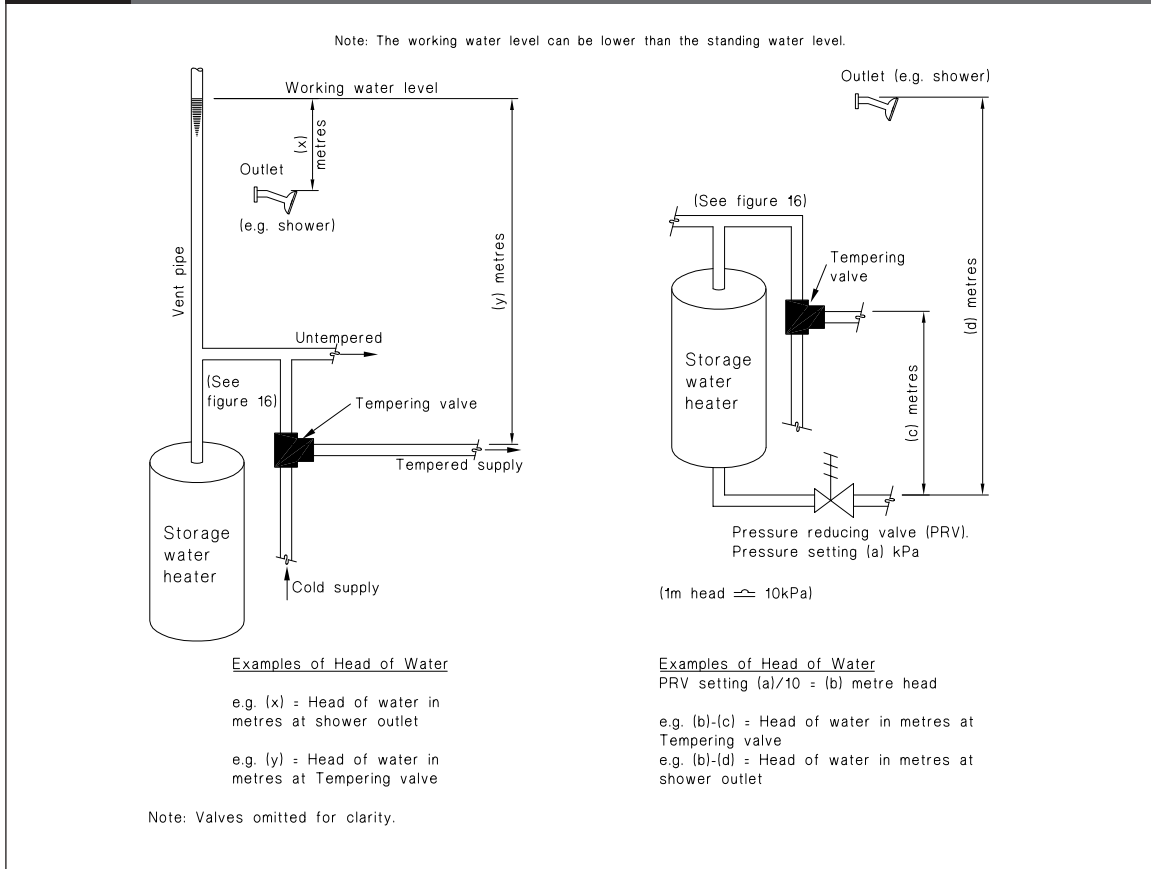 Note: The working water level can be lower than the standing water level.
Working water level
(x)
metres
Outlet
(e.g. shower)
(y) metres
Vent pipe
Untempered
(See
figure 16)
Tempering valve
Tempered supply
Storage
water
heater
Cold supply
Examples of Head of Water
e.g. (x) = Head of water in
metres at shower outlet
e.g. (y) = Head of water in
metres at Tempering valve
Note: Valves omitted for clarity.
Outlet (e.g. shower)
(See figure 16)
Tempering
valve
(d) metres
Storage
water
heater
(c) metres
Pressure reducing valve (PRV).
Pressure setting (a) kPa
(1m head ≏ 10kPa)
Examples of Head of Water
PRV setting (a)/10 = (b) metre head
e.g. (b)-(c) = Head of water in metres at
Tempering valve
e.g. (b)-(d) = Head of water in metres at
shower outlet